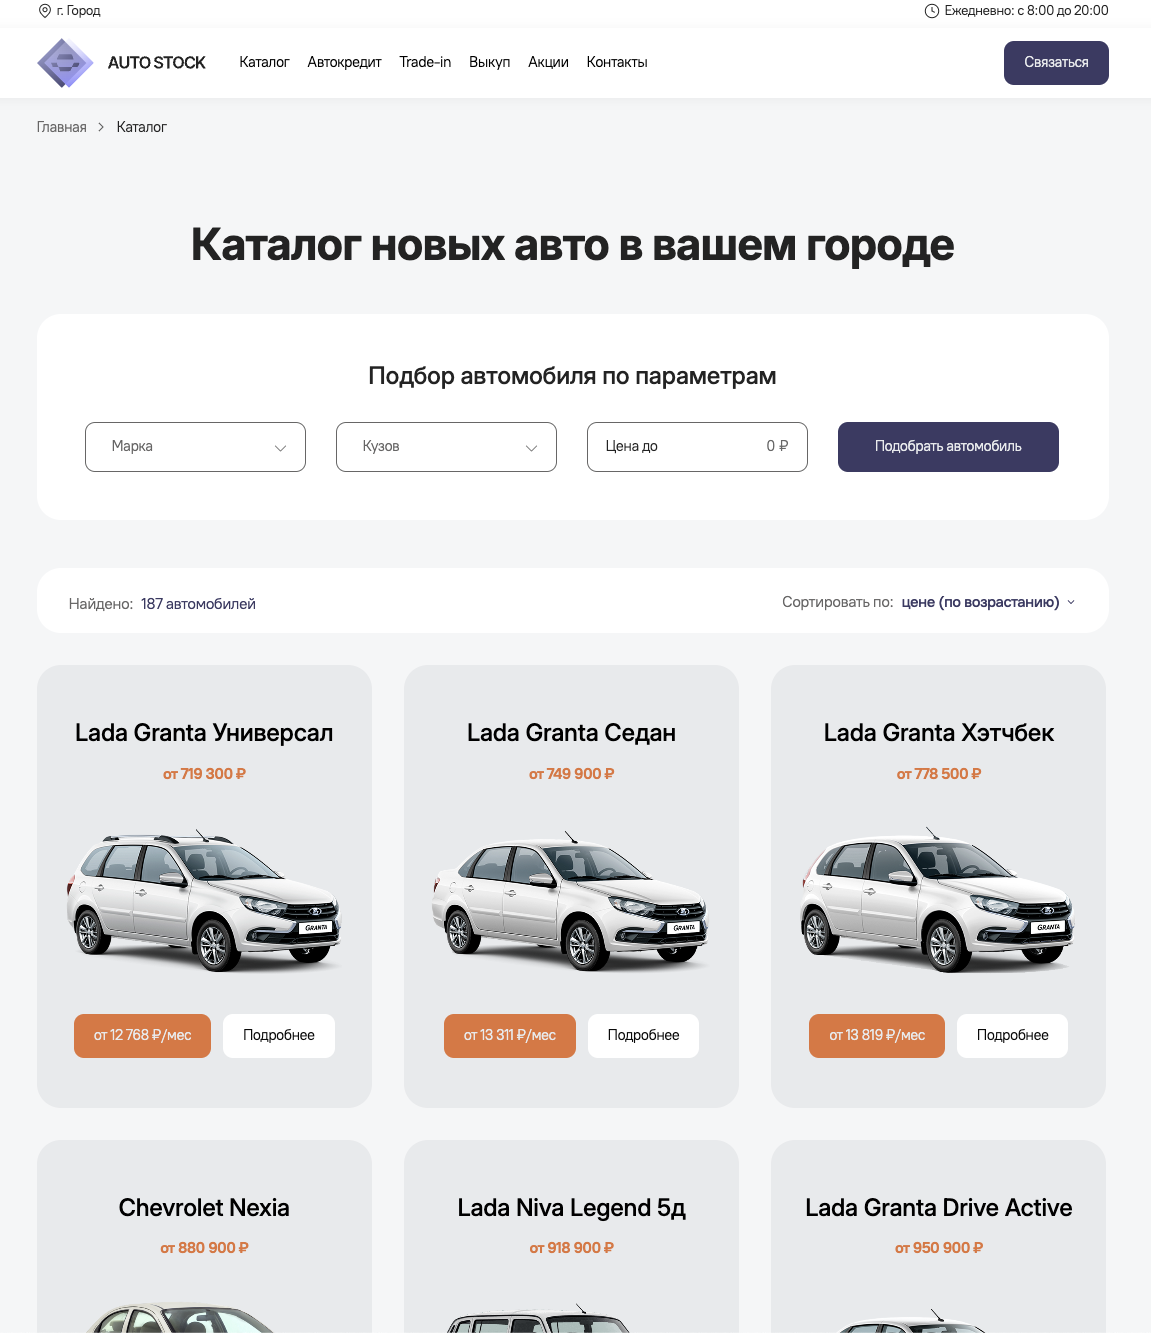 г. Город
Ежедневно: с 8:00 до 20:00
AUTO STOCK
Каталог Автокредит Trade-in Выкуп Акции Контакты
Связаться
Главная > Каталог
Каталог новых авто в вашем городе
Подбор автомобиля по параметрам
Марка
Кузов
Цена до 0 ₽
Подобрать автомобиль
Найдено: 187 автомобилей
Сортировать по: цене (по возрастанию)
Lada Granta Универсал
от 719 300 ₽
GRANTA
от 12 768 ₽/мес
Подробнее
Lada Granta Седан
от 749 900 ₽
GRANTA
от 13 311 ₽/мес
Подробнее
Lada Granta Хэтчбек
от 778 500 ₽
GRANTA
от 13 819 ₽/мес
Подробнее
Chevrolet Nexia
от 880 900 ₽
Lada Niva Legend 5д
от 918 900 ₽
Lada Granta Drive Active
от 950 900 ₽